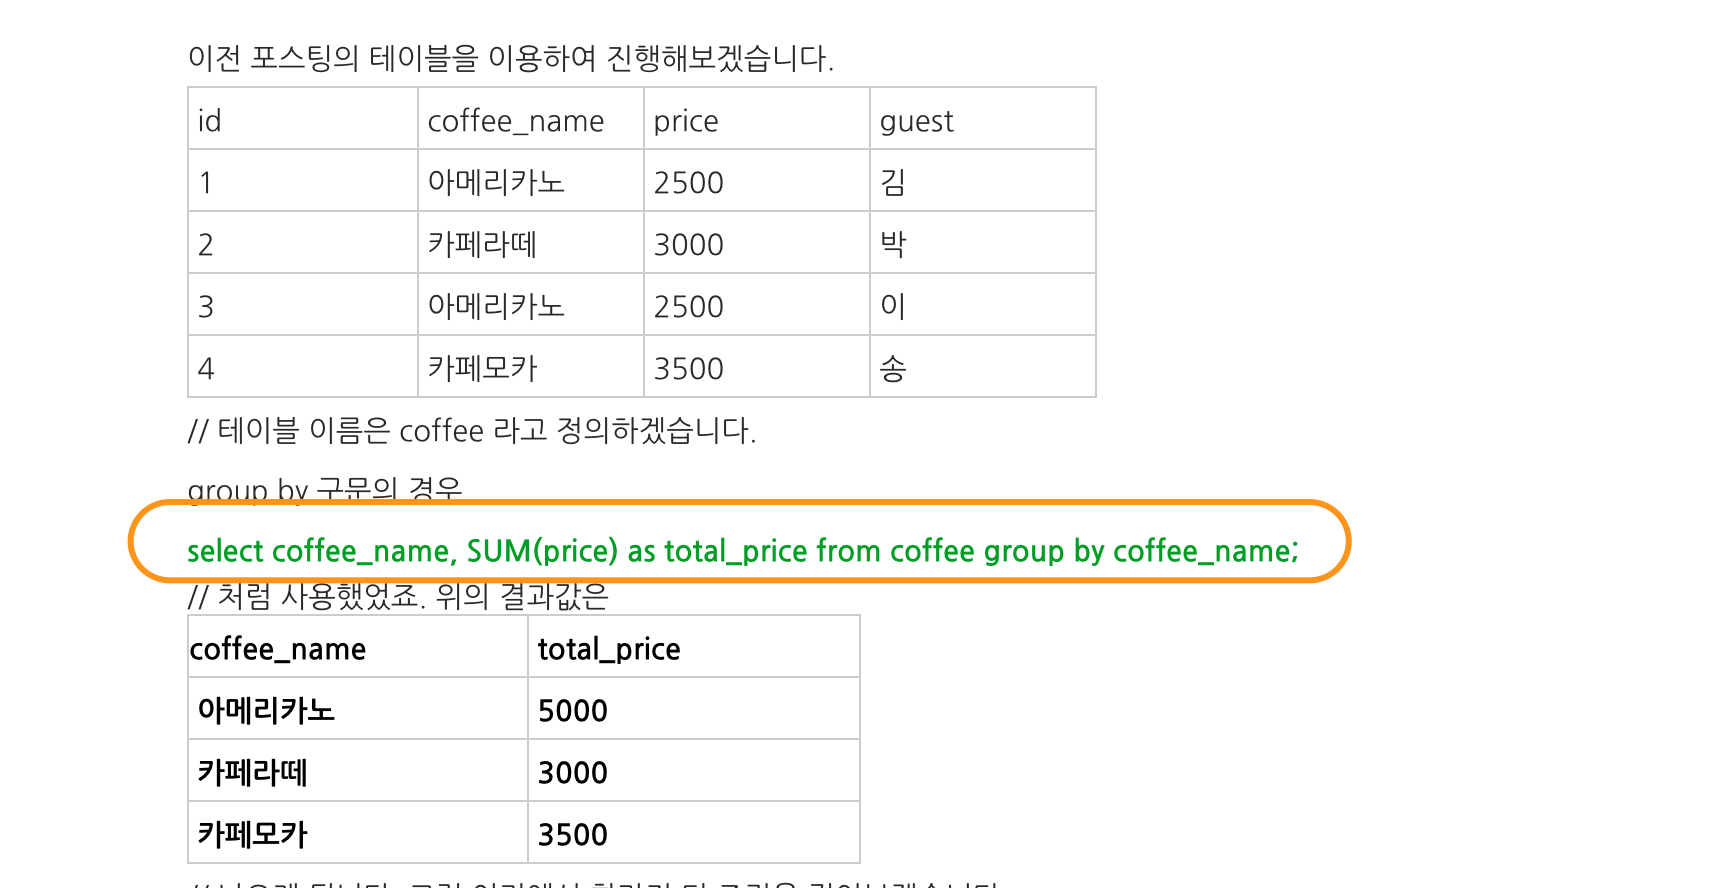 이전 포스팅의 테이블을 이용하여 진행해보겠습니다.
id coffee_name price guest
1 아메리카노 2500 김
2 카페라떼 3000 박
3 아메리카노 2500 이
4 카페모카 3500 송
// 테이블 이름은 coffee 라고 정의하겠습니다.
group by 구문의 경우
select coffee_name, SUM(price) as total_price from coffee group by coffee_name;
// 처럼 사용했었죠. 위의 결과값은
coffee_name total_price
아메리카노 5000
카페라떼 3000
카페모카 3500